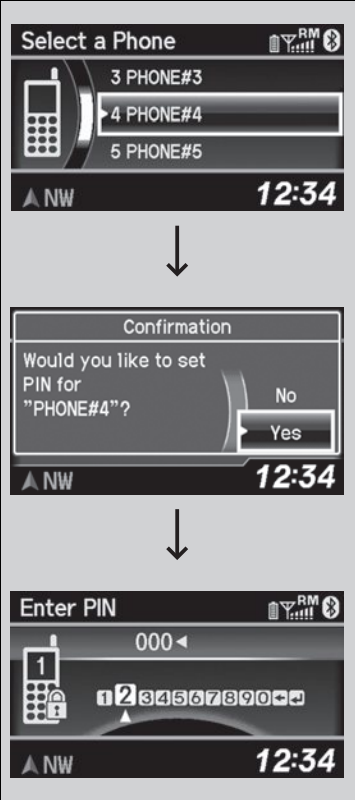 Select a Phone RM
3 PHONE#3
4 PHONE#4
5 PHONE#5
NW 12:34
Confirmation
Would you like to set
PIN for
"PHONE#4"?
No
Yes
NW 12:34
Enter PIN RM
000
1
1234567890
NW 12:34